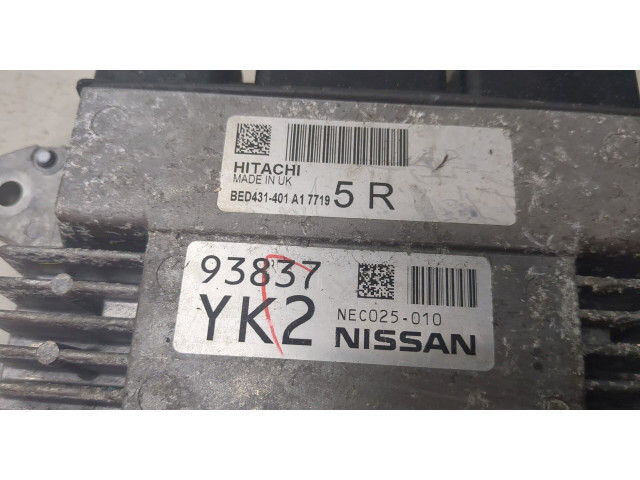 HITACHI
MADE IN UK
BED431-401 A1 7719 5 R
93837
YK2
NEC025-010
NISSAN